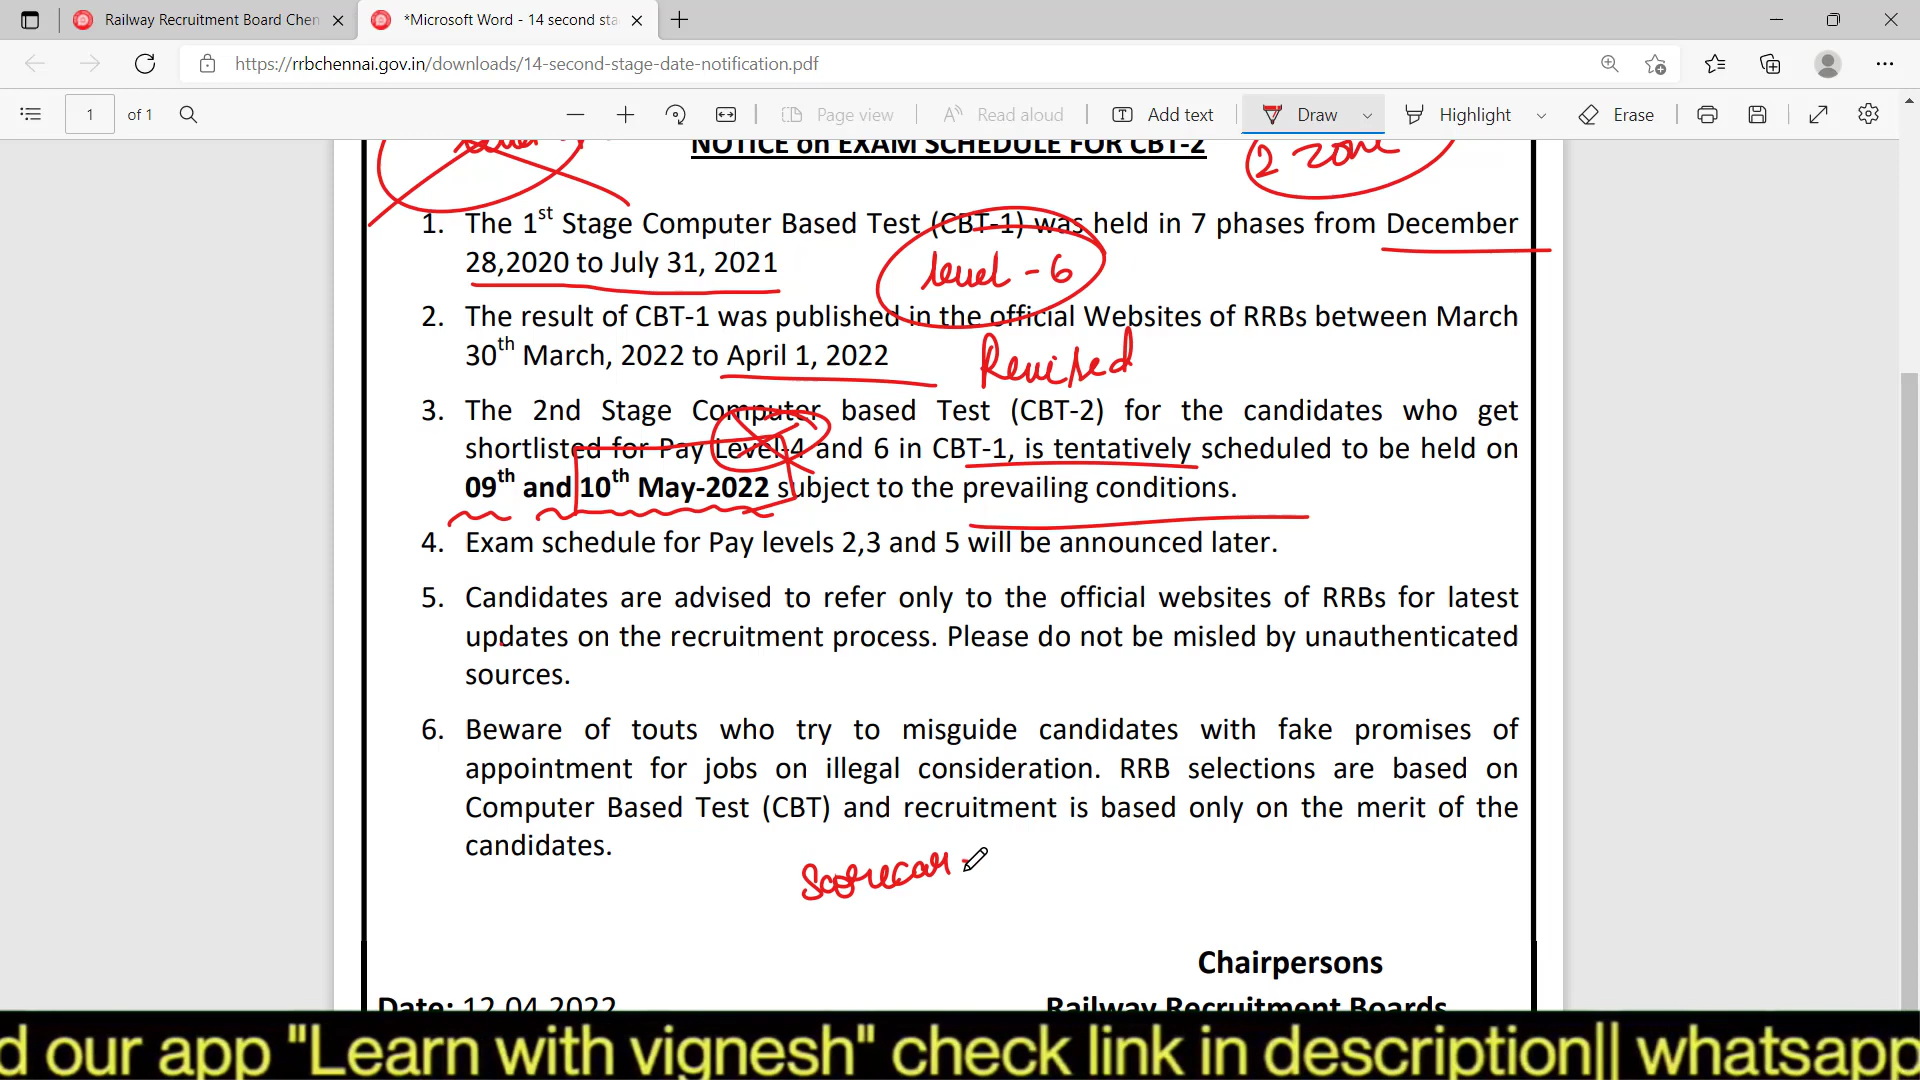 Railway Recruitment Board Chen
*Microsoft Word - 14 second sta
https://rrbchennai.gov.in/downloads/14-second-stage-date-notification.pdf
1 of 1 Page view Read aloud Add text Draw Highlight Erase
NOTICE on EXAM SCHEDULE FOR CBT-2
2 zone
1. The 1st Stage Computer Based Test (CBT-1) was held in 7 phases from December
28,2020 to July 31, 2021
level - 6
2. The result of CBT-1 was published in the official Websites of RRBs between March
30th March, 2022 to April 1, 2022
Revised
3. The 2nd Stage Computer based Test (CBT-2) for the candidates who get
shortlisted for Pay Level-4 and 6 in CBT-1, is tentatively scheduled to be held on
09th and 10th May-2022 subject to the prevailing conditions.
4. Exam schedule for Pay levels 2,3 and 5 will be announced later.
5. Candidates are advised to refer only to the official websites of RRBs for latest
updates on the recruitment process. Please do not be misled by unauthenticated
sources.
6. Beware of touts who try to misguide candidates with fake promises of
appointment for jobs on illegal consideration. RRB selections are based on
Computer Based Test (CBT) and recruitment is based only on the merit of the
candidates.
Scorecar
Chairpersons
Date: 12.04.2022 Railway Recruitment Boards
d our app "Learn with vignesh" check link in description|| whatsapp